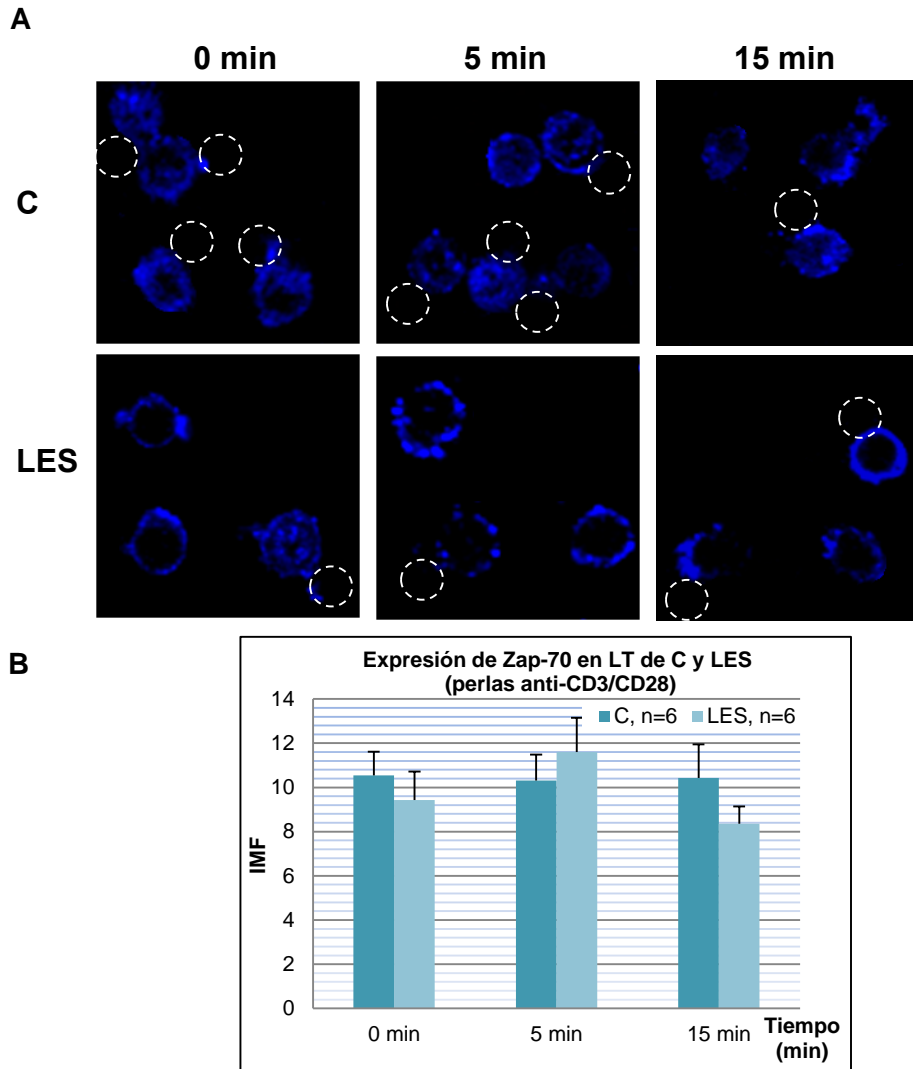 A
0 min 5 min 15 min
C
LES
B
Expresión de Zap-70 en LT de C y LES
(perlas anti-CD3/CD28)
C, n=6 LES, n=6
14
12
10
8
6
4
2
0
IMF
0 min 5 min 15 min
Tiempo
(min)